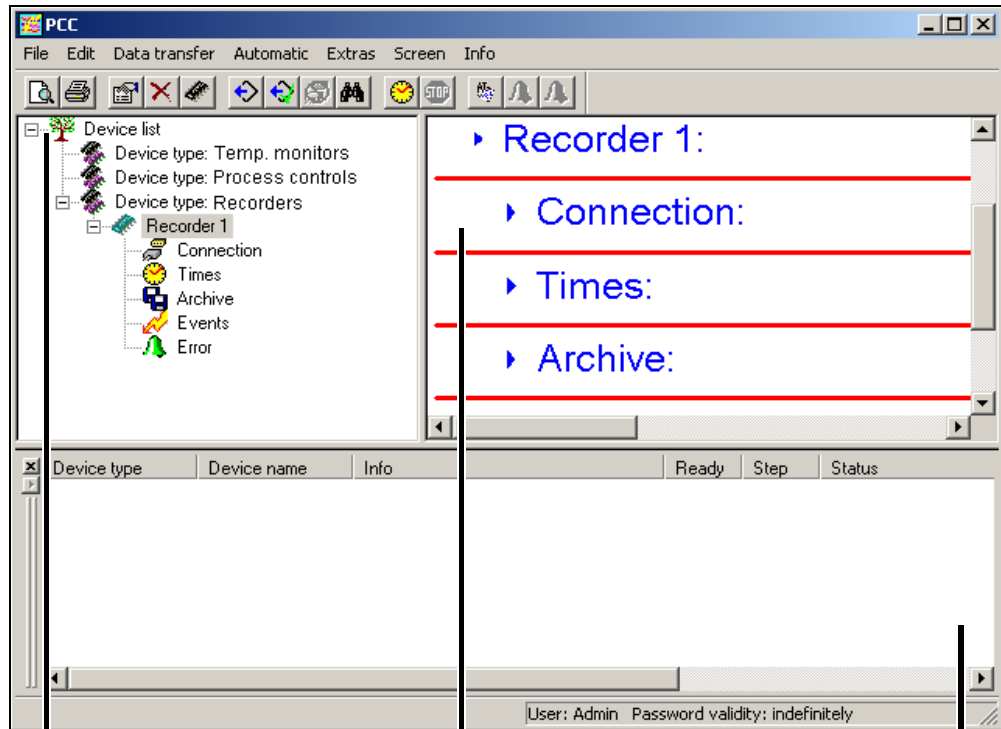 PCC
File Edit Data transfer Automatic Extras Screen Info
STOP
Device list
Device type: Temp. monitors
Device type: Process controls
Device type: Recorders
Recorder 1
Connection
Times
Archive
Events
Error
Recorder 1:
Connection:
Times:
Archive:
Device type Device name Info Ready Step Status
User: Admin Password validity: indefinitely